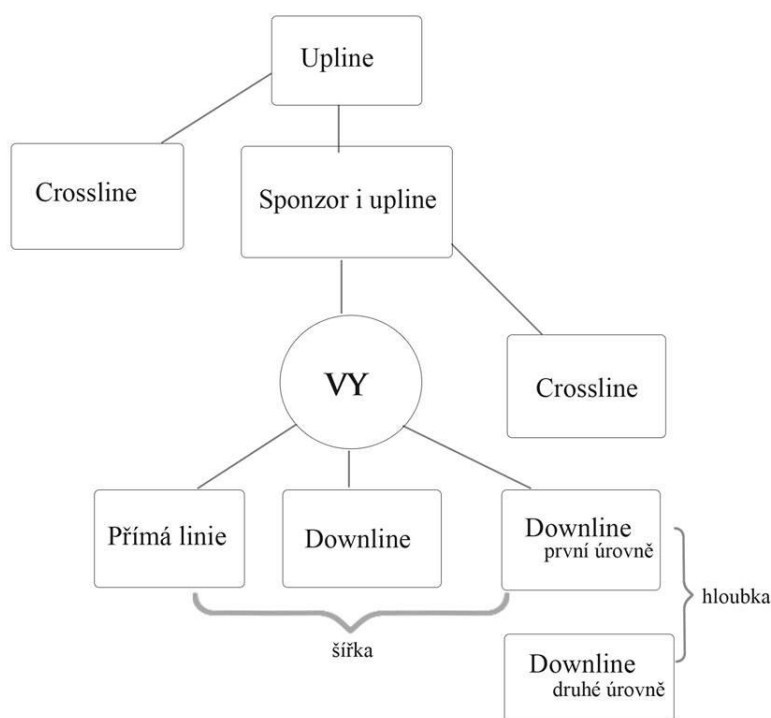 Upline
Crossline
Sponzor i upline
VY
Crossline
Přímá linie
Downline
Downline
první úrovně
hloubka
šířka
Downline
druhé úrovně